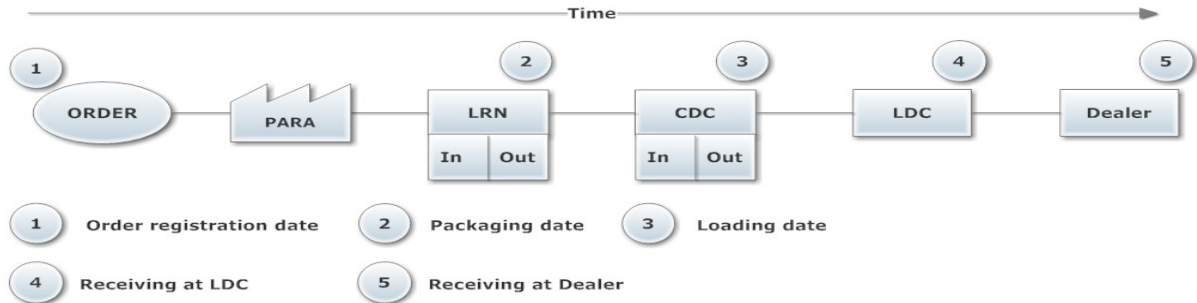 Time
1 2 3 4 5
ORDER PARA LRN CDC LDC Dealer
In Out In Out
1 Order registration date 2 Packaging date 3 Loading date
4 Receiving at LDC 5 Receiving at Dealer